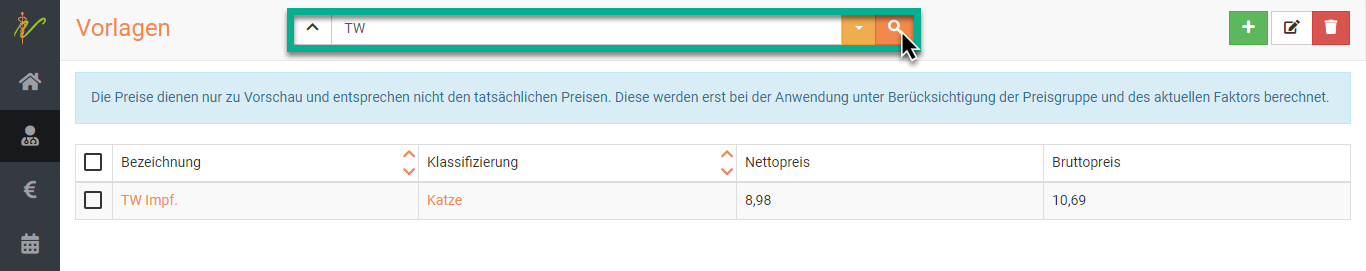 Vorlagen
TW
Die Preise dienen nur zu Vorschau und entsprechen nicht den tatsächlichen Preisen. Diese werden erst bei der Anwendung unter Berücksichtigung der Preisgruppe und des aktuellen Faktors berechnet.
Bezeichnung Klassifizierung Nettopreis Bruttopreis
TW Impf. Katze 8,98 10,69